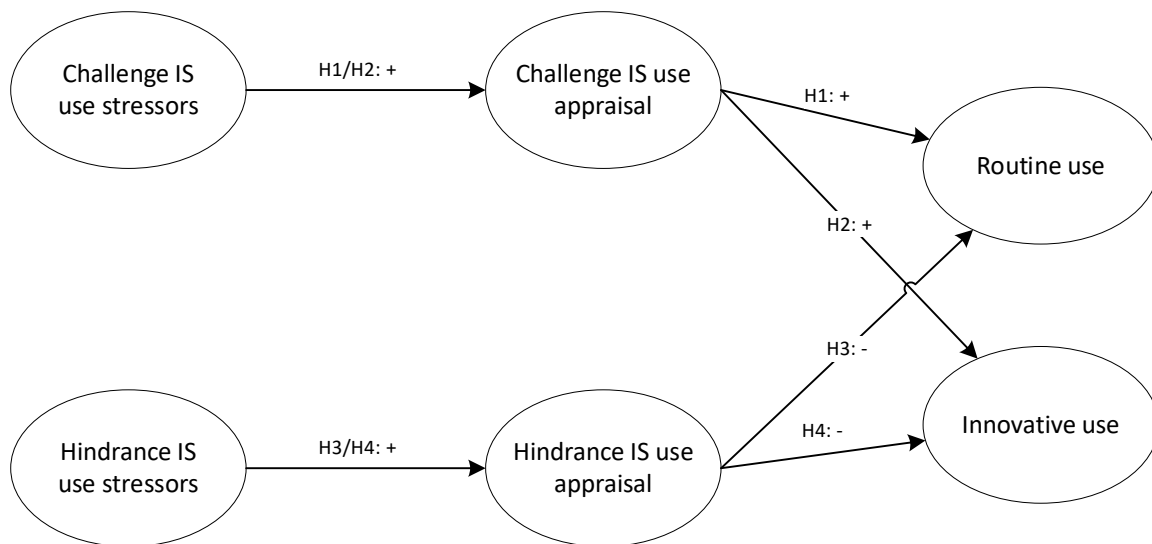 Challenge IS
use stressors
H1/H2: +
Challenge IS use
appraisal
H1: +
Routine use
H2: +
H3: -
Hindrance IS
use stressors
H3/H4: +
Hindrance IS use
appraisal
H4: -
Innovative use